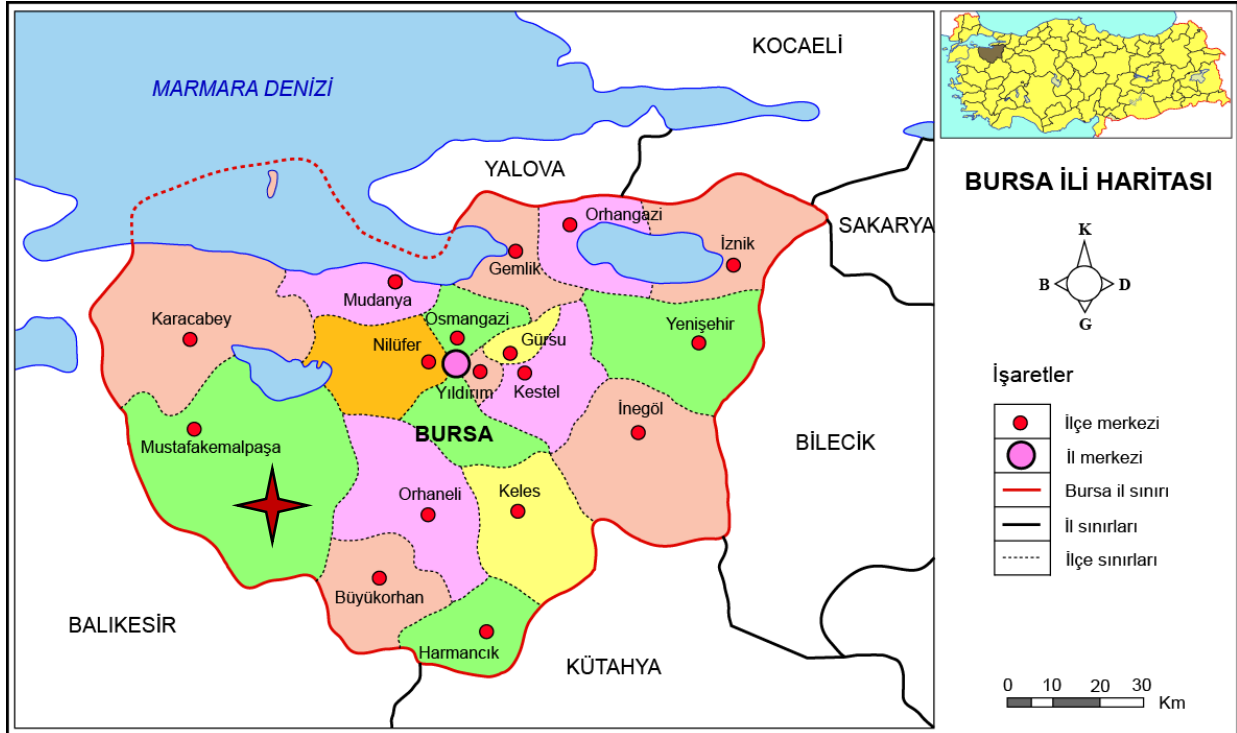 KOCAELİ
MARMARA DENİZİ
YALOVA
BURSA İLİ HARİTASI
Orhangazi
SAKARYA
K
İznik
Gemlik
B
D
Mudanya
G
Karacabey
Osmangazi
Yenişehir
Gürsu
Nilüfer
İşaretler
Yıldırım
Kestel
İnegöl
İlçe merkezi
BURSA
BİLECİK
Mustafakemalpaşa
İl merkezi
Orhaneli
Keles
Bursa il sınırı
İl sınırları
İlçe sınırları
Büyükorhan
BALIKESİR
Harmancık
KÜTAHYA
0 10 20 30
Km